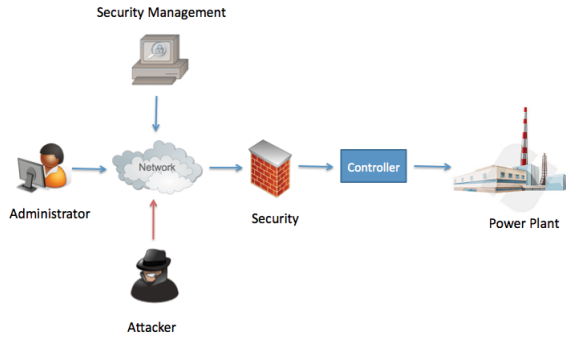 Security Management
Network
Controller
Administrator
Security
Power Plant
Attacker